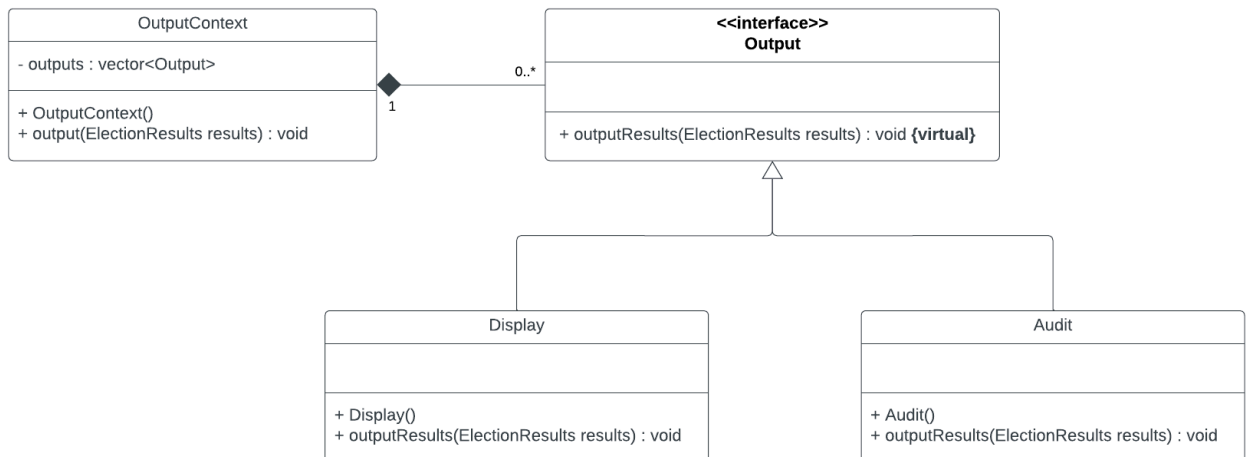 OutputContext
- outputs : vector<Output>
+ OutputContext()
+ output(ElectionResults results) : void
1
0..*
<<interface>>
Output
+ outputResults(ElectionResults results) : void {virtual}
Display
+ Display()
+ outputResults(ElectionResults results) : void
Audit
+ Audit()
+ outputResults(ElectionResults results) : void